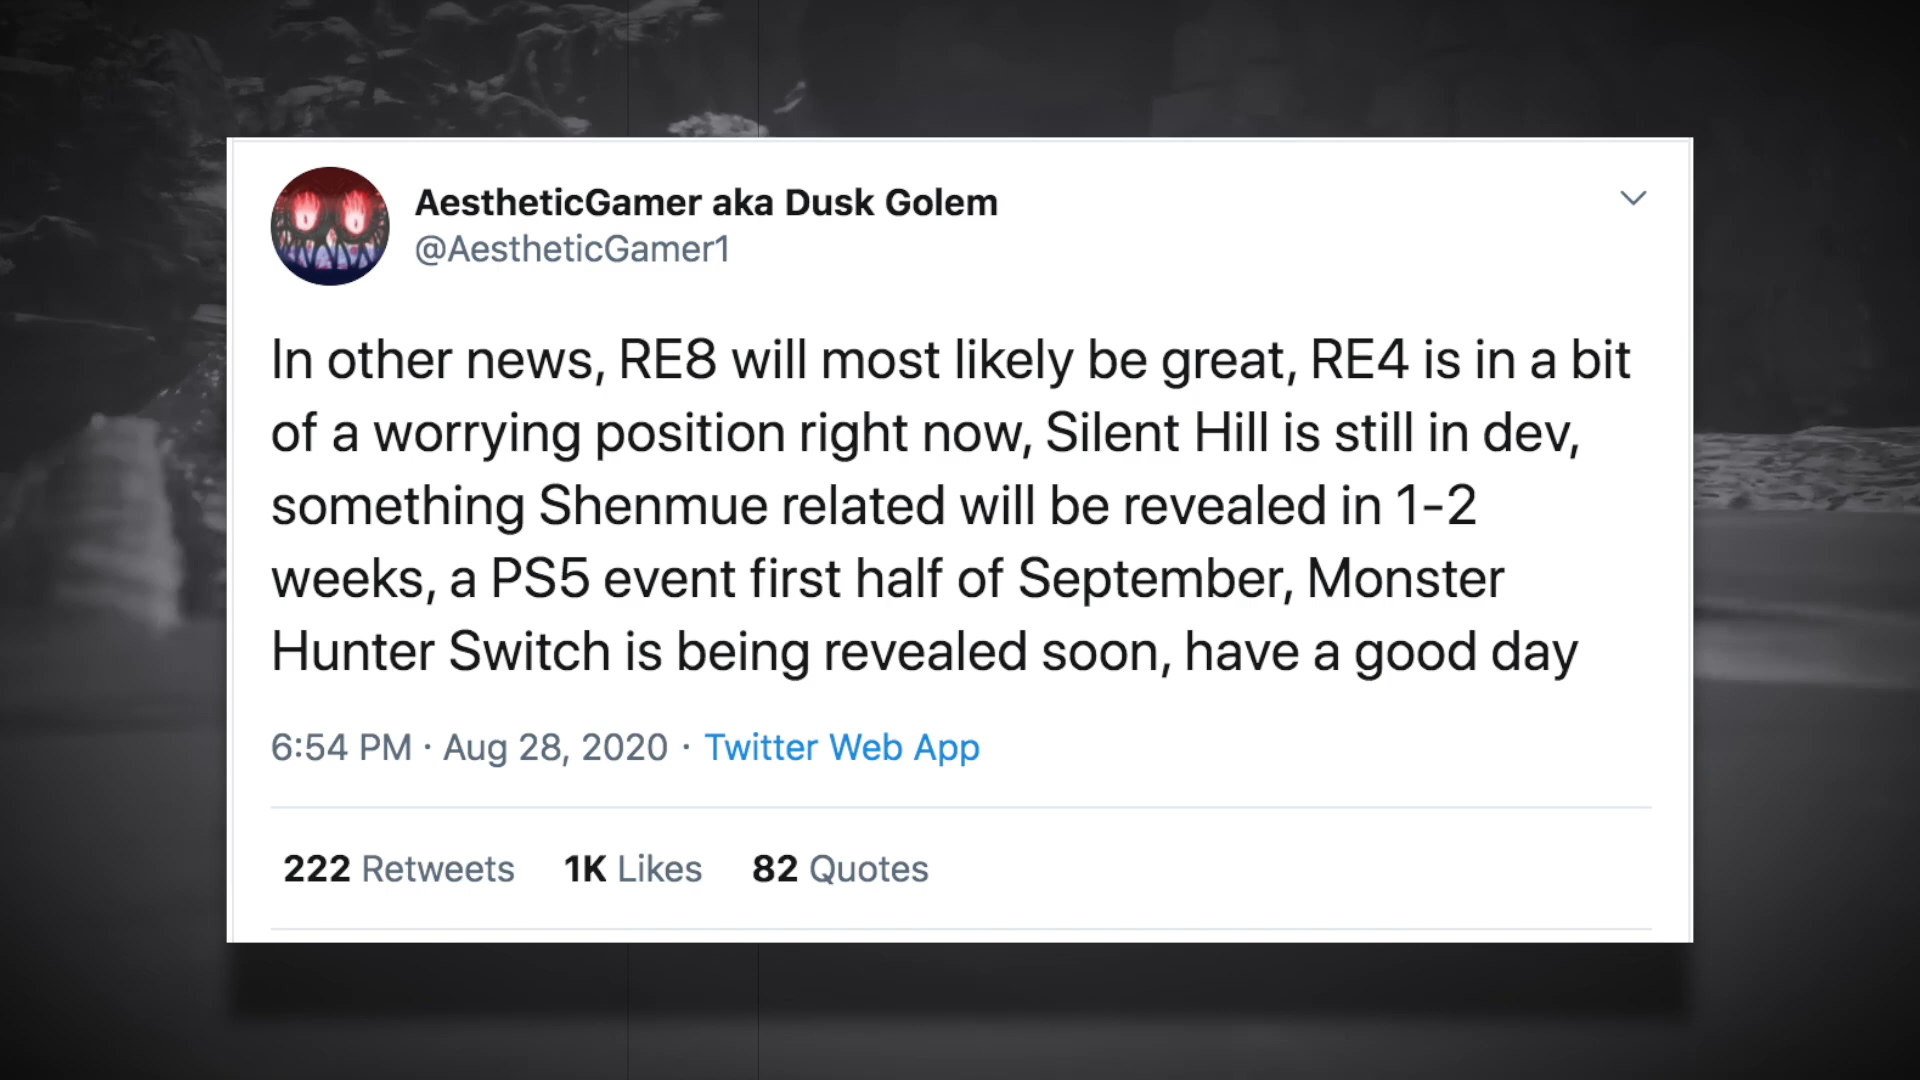 AestheticGamer aka Dusk Golem
@AestheticGamer1
In other news, RE8 will most likely be great, RE4 is in a bit
of a worrying position right now, Silent Hill is still in dev,
something Shenmue related will be revealed in 1-2
weeks, a PS5 event first half of September, Monster
Hunter Switch is being revealed soon, have a good day
6:54 PM · Aug 28, 2020 · Twitter Web App
222 Retweets 1K Likes 82 Quotes